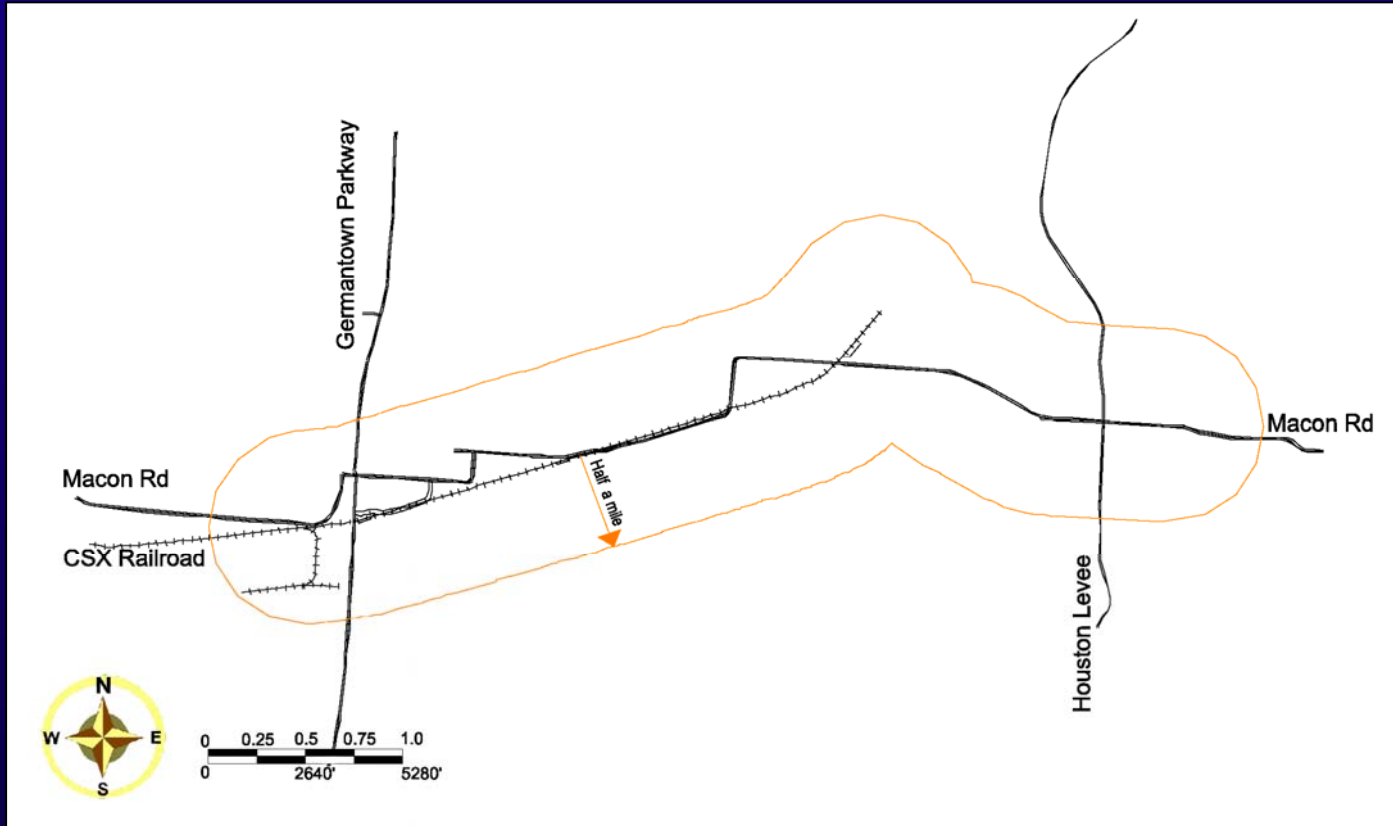 Germantown Parkway
Macon Rd
Macon Rd
Half a mile
CSX Railroad
Houston Levee
N
W E
S
0 0.25 0.5 0.75 1.0
0 2640' 5280'